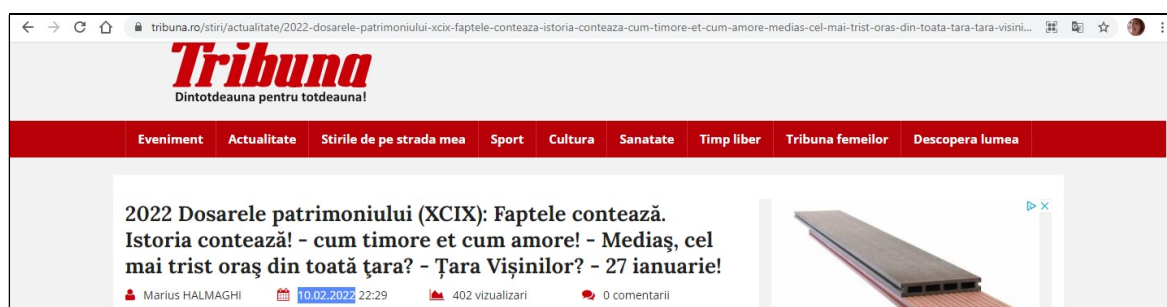 tribuna.ro/stiri/actualitate/2022-dosarele-patrimoniului-xcix-faptele-conteaza-istoria-conteaza-cum-timore-et-cum-amore-medias-cel-mai-trist-oras-din-toata-tara-tara-visini...
Tribuna
Dintotdeauna pentru totdeauna!
Eveniment Actualitate Stirile de pe strada mea Sport Cultura Sanatate Timp liber Tribuna femeilor Descopera lumea
2022 Dosarele patrimoniului (XCIX): Faptele contează.
Istoria contează! - cum timore et cum amore! - Mediaş, cel
mai trist oraş din toată ţara? - Țara Vișinilor? - 27 ianuarie!
Marius HALMAGHI 10.02.2022 22:29 402 vizualizari 0 comentarii